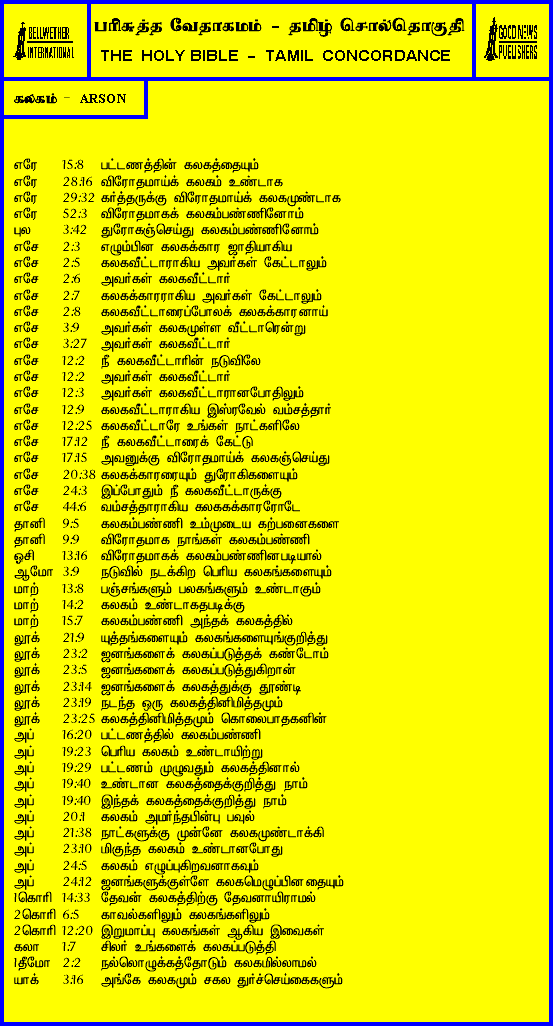 BELLWETHER
INTERNATIONAL
பரிசுத்த வேதாகமம் - தமிழ் சொல்தொகுதி
THE HOLY BIBLE - TAMIL CONCORDANCE
GOOD NEWS
PUBLISHERS
கலகம் - ARSON
எரே 15:8 பட்டணத்தின் கலகத்தையும்
எரே 28:16 விரோதமாய்க் கலகம் உண்டாக
எரே 29:32 கர்த்தருக்கு விரோதமாய்க் கலகமுண்டாக
எரே 52:3 விரோதமாகக் கலகம்பண்ணினோம்
புல 3:42 துரோகஞ்செய்து கலகம்பண்ணினோம்
எசே 2:3 எழும்பின கலகக்கார ஜாதியாகிய
எசே 2:5 கலகவீட்டாராகிய அவர்கள் கேட்டாலும்
எசே 2:6 அவர்கள் கலகவீட்டார்
எசே 2:7 கலகக்காரராகிய அவர்கள் கேட்டாலும்
எசே 2:8 கலகவீட்டாரைப்போலக் கலகக்காரனாய்
எசே 3:9 அவர்கள் கலகமுள்ள வீட்டாரென்று
எசே 3:27 அவர்கள் கலகவீட்டார்
எசே 12:2 நீ கலகவீட்டாரின் நடுவிலே
எசே 12:2 அவர்கள் கலகவீட்டார்
எசே 12:3 அவர்கள் கலகவீட்டாரானபோதிலும்
எசே 12:9 கலகவீட்டாராகிய இஸ்ரவேல் வம்சத்தார்
எசே 12:25 கலகவீட்டாரே உங்கள் நாட்களிலே
எசே 17:12 நீ கலகவீட்டாரைக் கேட்டு
எசே 17:15 அவனுக்கு விரோதமாய்க் கலகஞ்செய்து
எசே 20:38 கலகக்காரரையும் துரோகிகளையும்
எசே 24:3 இப்போதும் நீ கலகவீட்டாருக்கு
எசே 44:6 வம்சத்தாராகிய கலககக்காரரோடே
தானி 9:5 கலகம்பண்ணி உம்முடைய கற்பனைகளை
தானி 9:9 விரோதமாக நாங்கள் கலகம்பண்ணி
ஓசி 13:16 விரோதமாகக் கலகம்பண்ணினபடியால்
ஆமோ 3:9 நடுவில் நடக்கிற பெரிய கலகங்களையும்
மாற் 13:8 பஞ்சங்களும் பலகங்களும் உண்டாகும்
மாற் 14:2 கலகம் உண்டாகதபடிக்கு
மாற் 15:7 கலகம்பண்ணி அந்தக் கலகத்தில்
லூக் 21:9 யுத்தங்களையும் கலகங்களையுங்குறித்து
லூக் 23:2 ஜனங்களைக் கலகப்படுத்தக் கண்டோம்
லூக் 23:5 ஜனங்களைக் கலகப்படுத்துகிறான்
லூக் 23:14 ஜனங்களைக் கலகத்துக்கு தூண்டி
லூக் 23:19 நடந்த ஒரு கலகத்தினிமித்தமும்
லூக் 23:25 கலகத்தினிமித்தமும் கொலைபாதகனின்
அப் 16:20 பட்டணத்தில் கலகம்பண்ணி
அப் 19:23 பெரிய கலகம் உண்டாயிற்று
அப் 19:29 பட்டணம் முழுவதும் கலகத்தினால்
அப் 19:40 உண்டான கலகத்தைக்குறித்து நாம்
அப் 19:40 இந்தக் கலகத்தைக்குறித்து நாம்
அப் 20:1 கலகம் அமர்ந்தபின்பு பவுல்
அப் 21:38 நாட்களுக்கு முன்னே கலகமுண்டாக்கி
அப் 23:10 மிகுந்த கலகம் உண்டானபோது
அப் 24:5 கலகம் எழுப்புகிறவனாகவும்
அப் 24:12 ஜனங்களுக்குள்ளே கலகமெழுப்பினதையும்
1கொரி 14:33 தேவன் கலகத்திற்கு தேவனாயிராமல்
2கொரி 6:5 காவல்களிலும் கலகங்களிலும்
2கொரி 12:20 இறுமாப்பு கலகங்கள் ஆகிய இவைகள்
கலா 1:7 சிலர் உங்களைக் கலகப்படுத்தி
1தீமோ 2:2 நல்லொழுக்கத்தோடும் கலகமில்லாமல்
யாக் 3:16 அங்கே கலகமும் சகல துர்ச்செய்கைகளும்